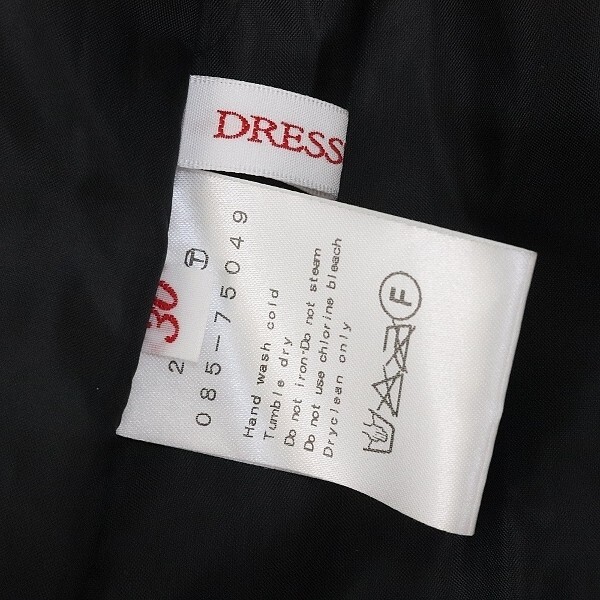 DRESS
30
2
T
085-75049
Hand wash cold
Tumble dry
Do not iron·Do not steam
Do not use chlorine bleach
Dryclean only
F